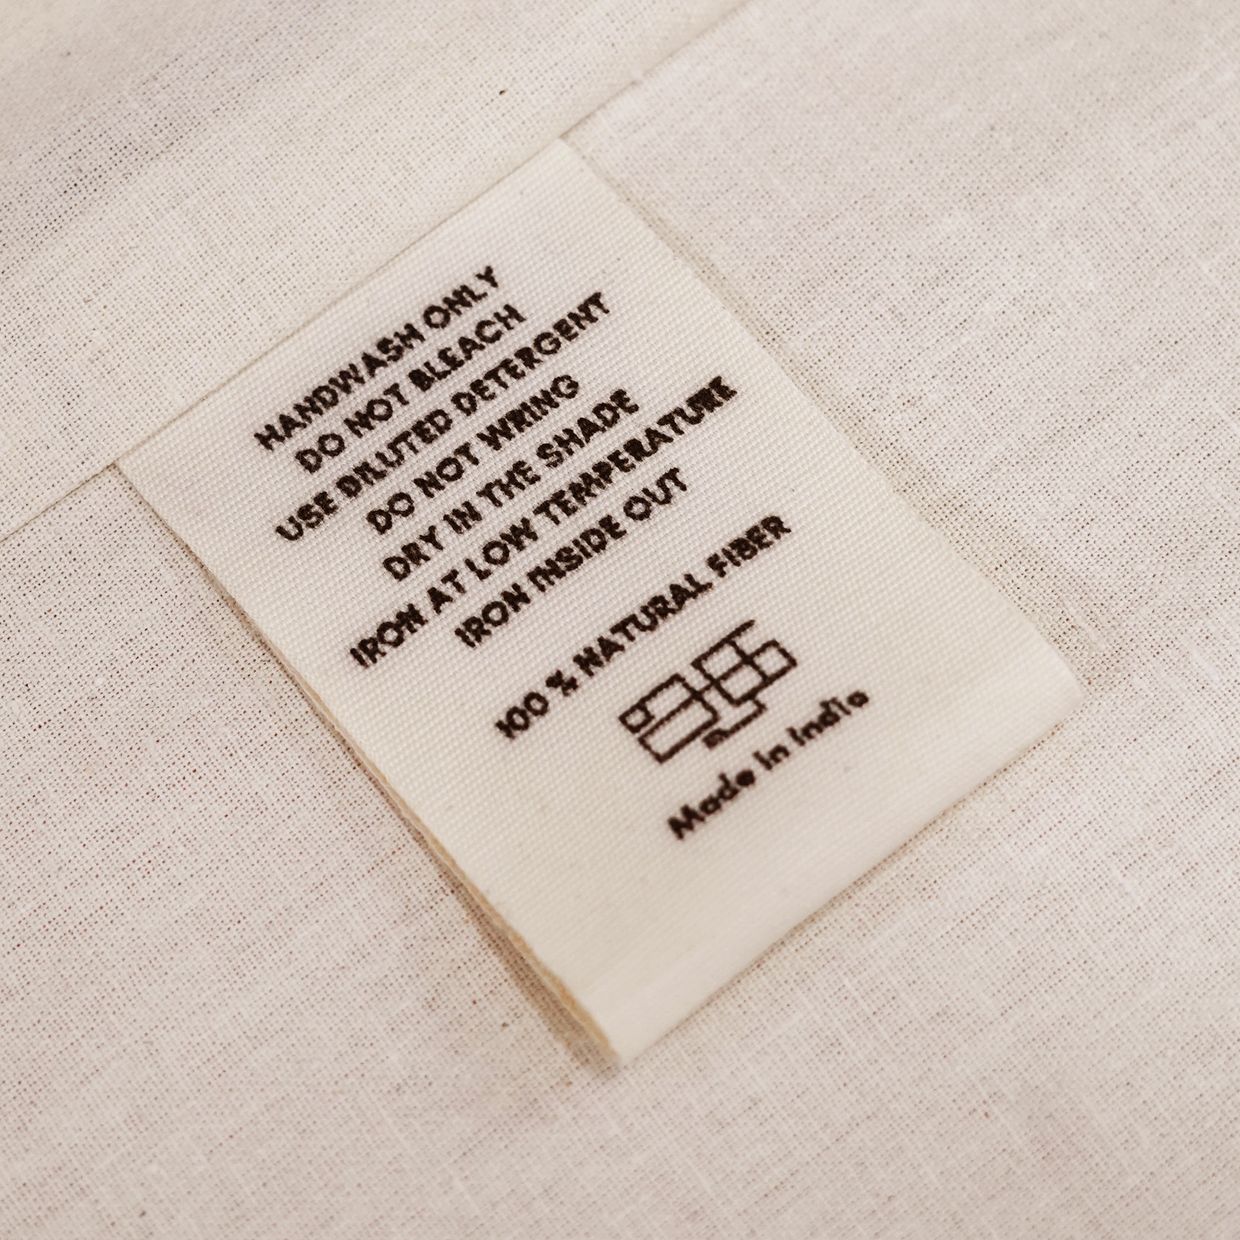 HANDWASH ONLY
DO NOT BLEACH
USE DILUTED DETERGENT
DO NOT WRING
DRY IN THE SHADE
IRON AT LOW TEMPERATURE
IRON INSIDE OUT
100 % NATURAL FIBER
Made in India